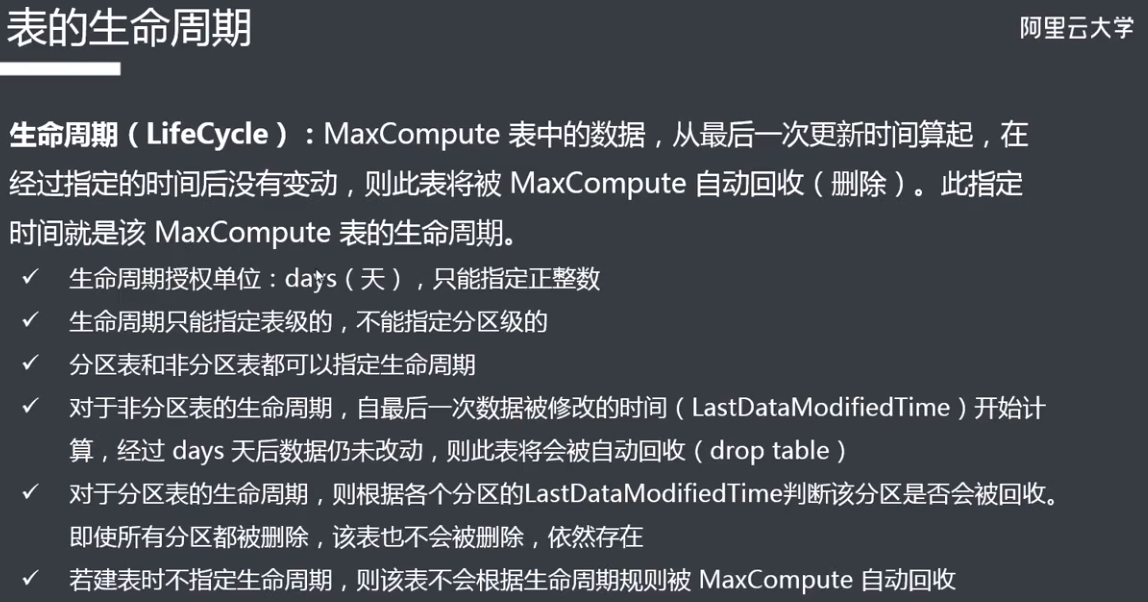 表的生命周期
阿里云大学
生命周期（LifeCycle）：MaxCompute 表中的数据，从最后一次更新时间算起，在
经过指定的时间后没有变动，则此表将被 MaxCompute 自动回收（删除）。此指定
时间就是该 MaxCompute 表的生命周期。
✓ 生命周期授权单位：days（天），只能指定正整数
✓ 生命周期只能指定表级的，不能指定分区级的
✓ 分区表和非分区表都可以指定生命周期
✓ 对于非分区表的生命周期，自最后一次数据被修改的时间（LastDataModifiedTime）开始计
算，经过 days 天后数据仍未改动，则此表将会被自动回收（drop table）
✓ 对于分区表的生命周期，则根据各个分区的LastDataModifiedTime判断该分区是否会被回收。
即使所有分区都被删除，该表也不会被删除，依然存在
✓ 若建表时不指定生命周期，则该表不会根据生命周期规则被 MaxCompute 自动回收